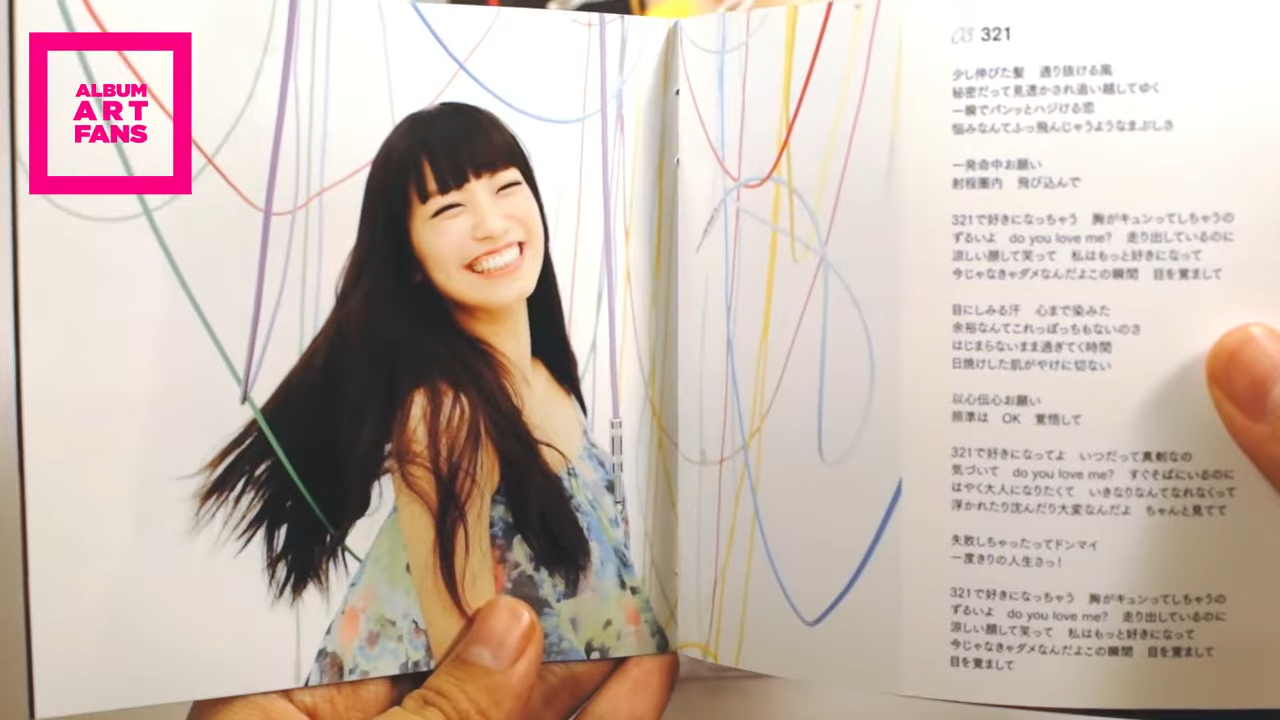 ALBUM
ART
FANS
03 321
少し伸びた髪　通り抜ける風
秘密だって見透かされ追い越してゆく
一瞬でパンッとハジける恋
悩みなんてふっ飛んじゃうようなまぶしさ
一発命中お願い
射程圏内　飛び込んで
321で好きになっちゃう　胸がキュンってしちゃうの
ずるいよ　do you love me?　走り出しているのに
涼しい顔して笑って　私はもっと好きになって
今じゃなきゃダメなんだよこの瞬間　目を覚まして
目にしみる汗　心まで染みた
余裕なんてこれっぽっちもないのさ
はじまらないまま過ぎてく時間
日焼けした肌がやけに切ない
以心伝心お願い
照準は　OK　覚悟して
321で好きになってよ　いつだって真剣なの
気づいて　do you love me?　すぐそばにいるのに
はやく大人になりたくて　いきなりなんてなれなくって
浮かれたり沈んだり大変なんだよ　ちゃんと見てて
失敗しちゃったってドンマイ
一度きりの人生さっ!
321で好きになっちゃう　胸がキュンってしちゃうの
ずるいよ　do you love me?　走り出しているのに
涼しい顔して笑って　私はもっと好きになって
今じゃなきゃダメなんだよこの瞬間　目を覚まして
目を覚まして